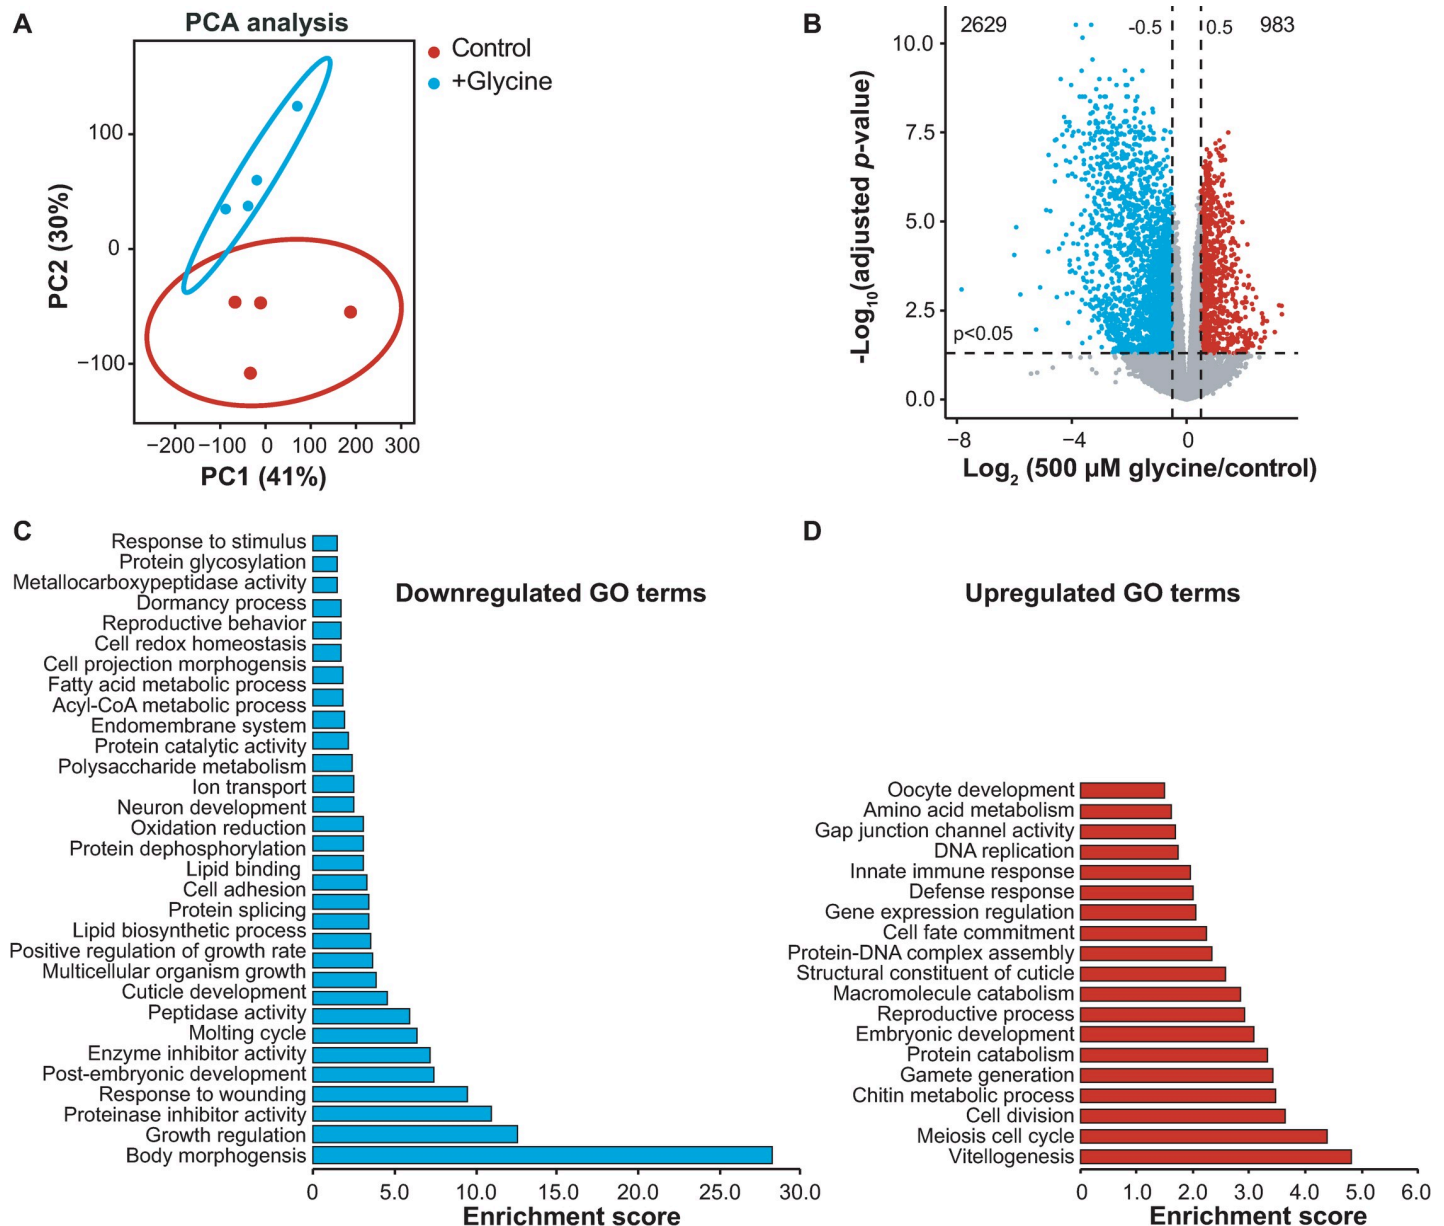 A
PCA analysis
Control
+Glycine
100
0
−100
PC2 (30%)
−200 −100 0 100 200 300
PC1 (41%)
B
2629 -0.5 0.5 983
10.0
7.5
5.0
2.5
0.0
p<0.05
-Log10(adjusted p-value)
−8 −4 0
Log2 (500 µM glycine/control)
C
Downregulated GO terms
Response to stimulus
Protein glycosylation
Metallocarboxypeptidase activity
Dormancy process
Reproductive behavior
Cell redox homeostasis
Cell projection morphogensis
Fatty acid metabolic process
Acyl-CoA metabolic process
Endomembrane system
Protein catalytic activity
Polysaccharide metabolism
Ion transport
Neuron development
Oxidation reduction
Protein dephosphorylation
Lipid binding
Cell adhesion
Protein splicing
Lipid biosynthetic process
Positive regulation of growth rate
Multicellular organism growth
Cuticle development
Peptidase activity
Molting cycle
Enzyme inhibitor activity
Post-embryonic development
Response to wounding
Proteinase inhibitor activity
Growth regulation
Body morphogensis
0 5.0 10.0 15.0 20.0 25.0 30.0
Enrichment score
D
Upregulated GO terms
Oocyte development
Amino acid metabolism
Gap junction channel activity
DNA replication
Innate immune response
Defense response
Gene expression regulation
Cell fate commitment
Protein-DNA complex assembly
Structural constituent of cuticle
Macromolecule catabolism
Reproductive process
Embryonic development
Protein catabolism
Gamete generation
Chitin metabolic process
Cell division
Meiosis cell cycle
Vitellogenesis
0 1.0 2.0 3.0 4.0 5.0 6.0
Enrichment score